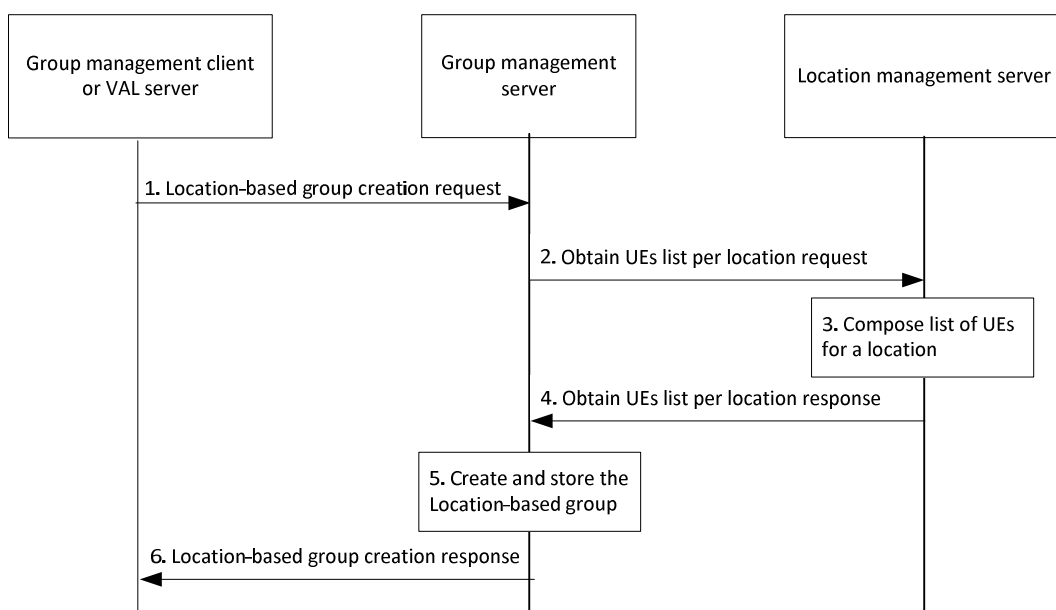 Group management client
or VAL server
Group management
server
Location management server
1. Location-based group creation request
2. Obtain UEs list per location request
3. Compose list of UEs
for a location
4. Obtain UEs list per location response
5. Create and store the
Location-based group
6. Location-based group creation response